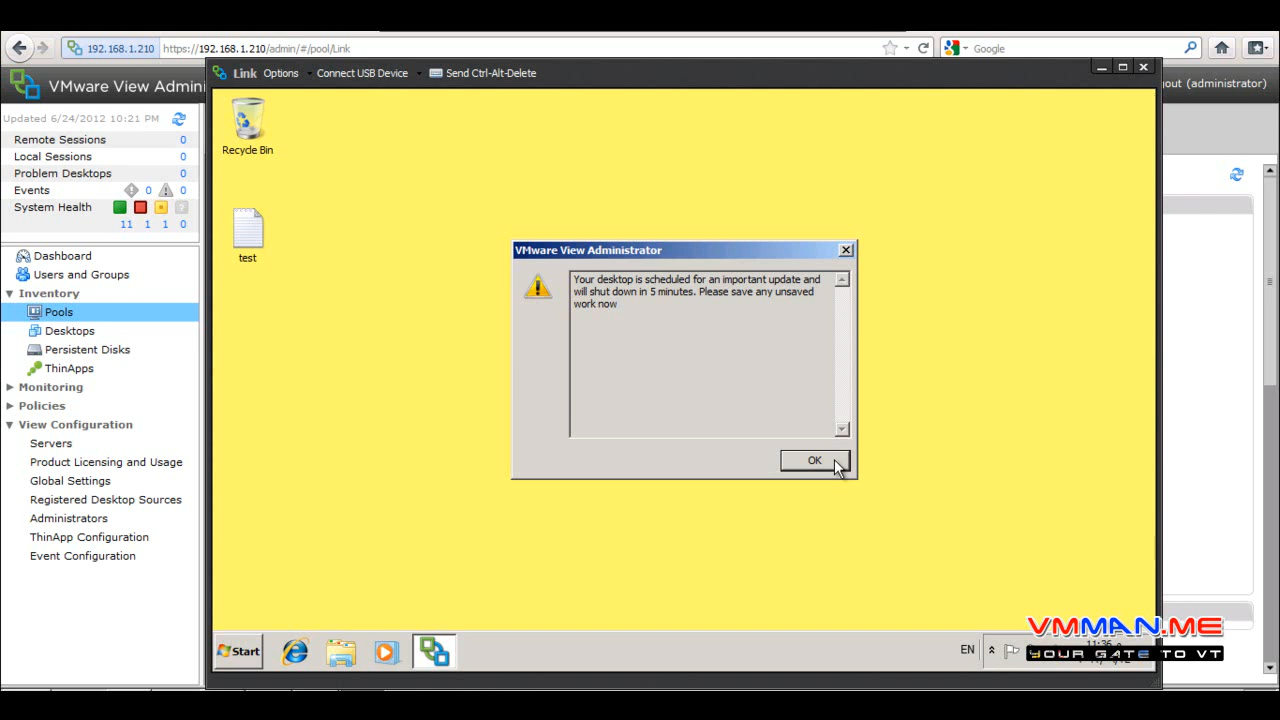 192.168.1.210
https://192.168.1.210/admin/#/pool/Link
Google
VMware View Admini
out (administrator)
Updated 6/24/2012 10:21 PM
Remote Sessions 0
Local Sessions 0
Problem Desktops 0
Events 0 0
System Health
11 1 1 0
Dashboard
Users and Groups
Inventory
Pools
Desktops
Persistent Disks
ThinApps
Monitoring
Policies
View Configuration
Servers
Product Licensing and Usage
Global Settings
Registered Desktop Sources
Administrators
ThinApp Configuration
Event Configuration
Link Options Connect USB Device Send Ctrl-Alt-Delete
Recycle Bin
test
VMware View Administrator
Your desktop is scheduled for an important update and
will shut down in 5 minutes. Please save any unsaved
work now
OK
Start
EN
VMMAN.ME
YOUR GATE TO VT